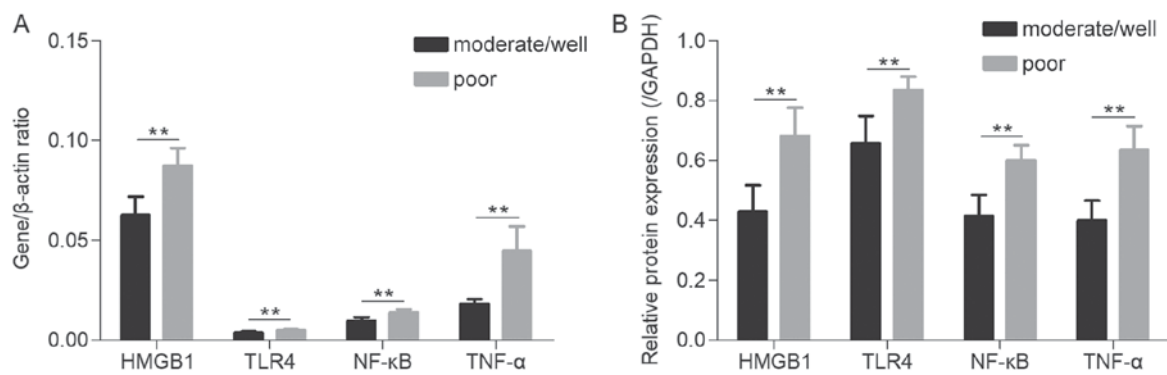 A
Gene/β-actin ratio
0.15
0.10
0.05
0.00
moderate/well
poor
**
**
**
**
HMGB1 TLR4 NF-κB TNF-α
B
Relative protein expression (/GAPDH)
1.0
0.8
0.6
0.4
0.2
0.0
moderate/well
poor
**
**
**
**
HMGB1 TLR4 NF-κB TNF-α